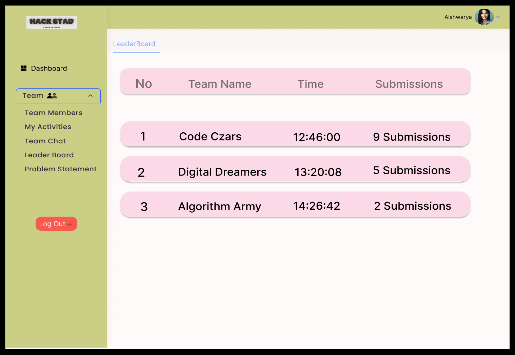 HACK STAD
Aishwarya
LeaderBoard
Dashboard
Team
Team Members
My Activities
Team Chat
Leader Board
Problem Statement
Log Out
No Team Name Time Submissions
1 Code Czars 12:46:00 9 Submissions
2 Digital Dreamers 13:20:08 5 Submissions
3 Algorithm Army 14:26:42 2 Submissions